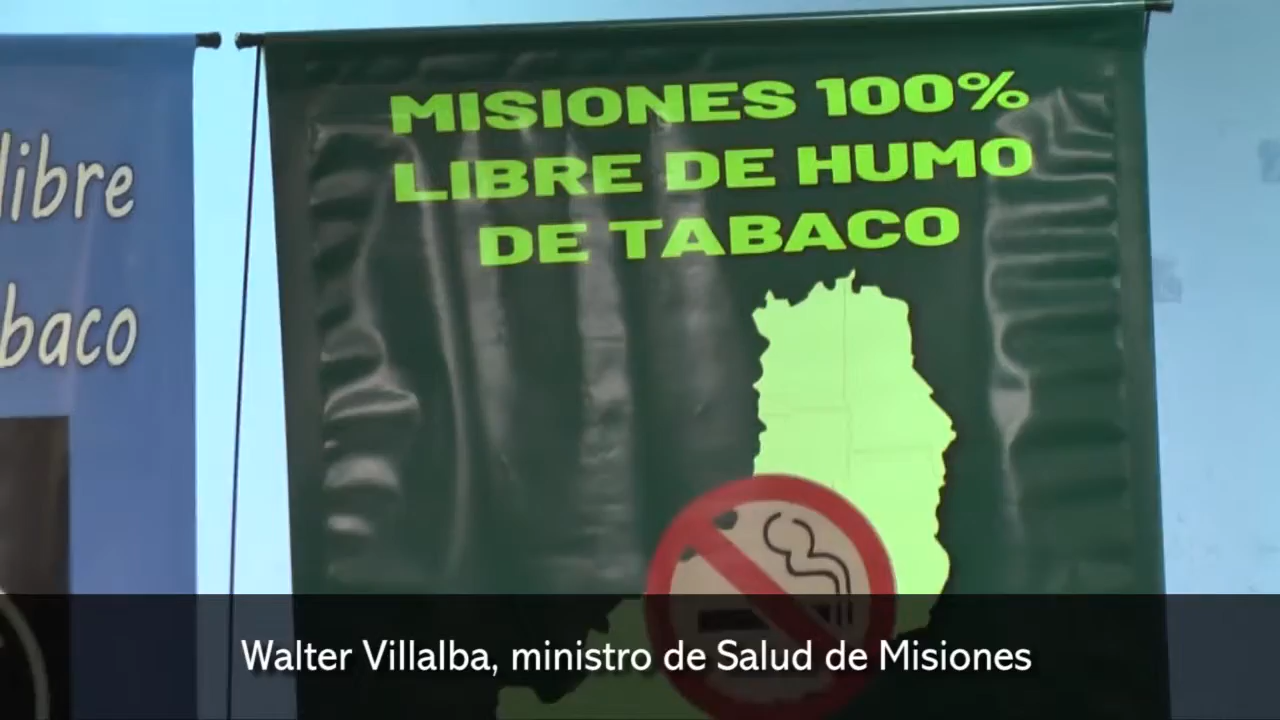 libre
baco
MISIONES 100%
LIBRE DE HUMO
DE TABACO
Walter Villalba, ministro de Salud de Misiones